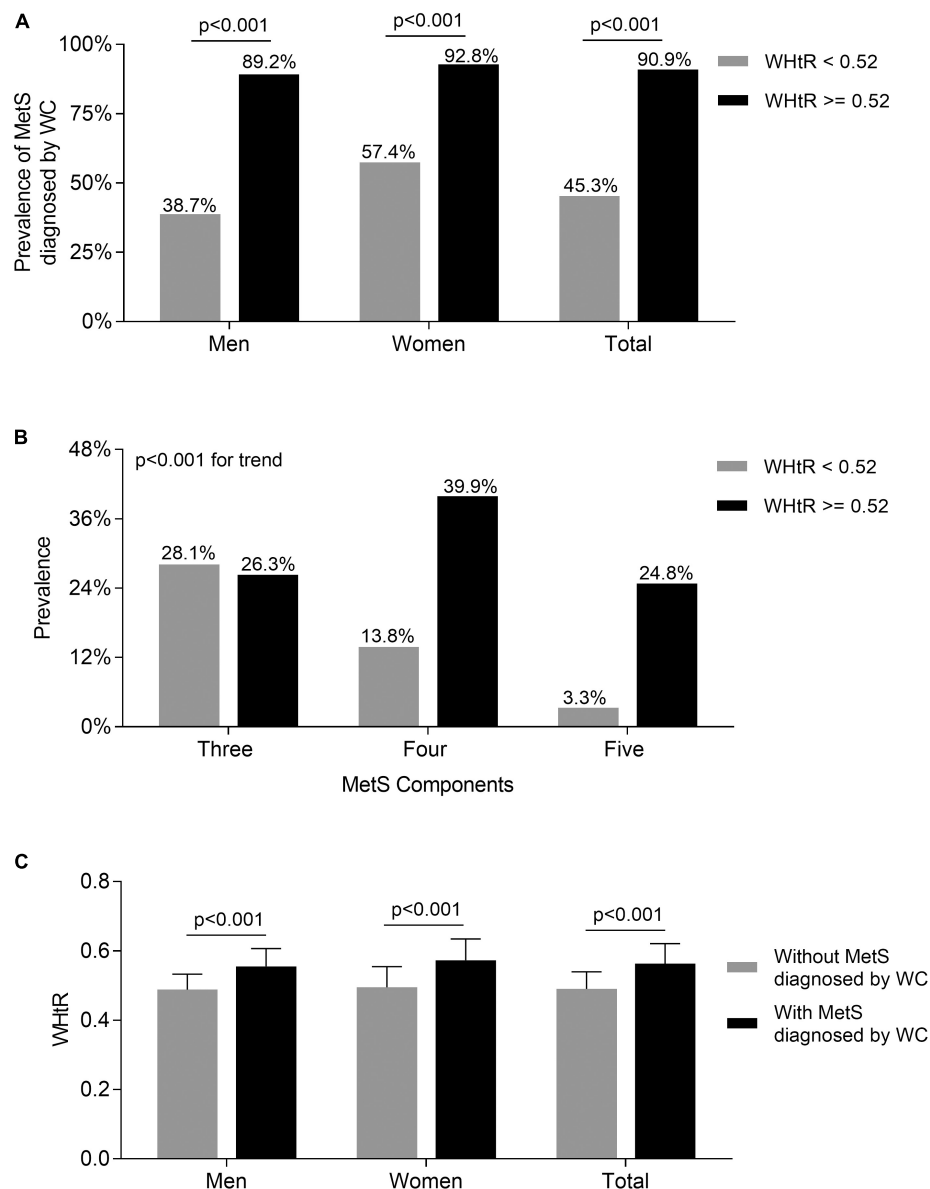 A
p<0.001
p<0.001
p<0.001
100%
75%
50%
25%
0%
Prevalence of MetS
diagnosed by WC
38.7%
89.2%
57.4%
92.8%
45.3%
90.9%
Men
Women
Total
WHtR < 0.52
WHtR >= 0.52
B
p<0.001 for trend
48%
36%
24%
12%
0%
Prevalence
28.1%
26.3%
13.8%
39.9%
3.3%
24.8%
Three
Four
Five
MetS Components
WHtR < 0.52
WHtR >= 0.52
C
0.8
0.6
0.4
0.2
0.0
WHtR
p<0.001
p<0.001
p<0.001
Men
Women
Total
Without MetS
diagnosed by WC
With MetS
diagnosed by WC